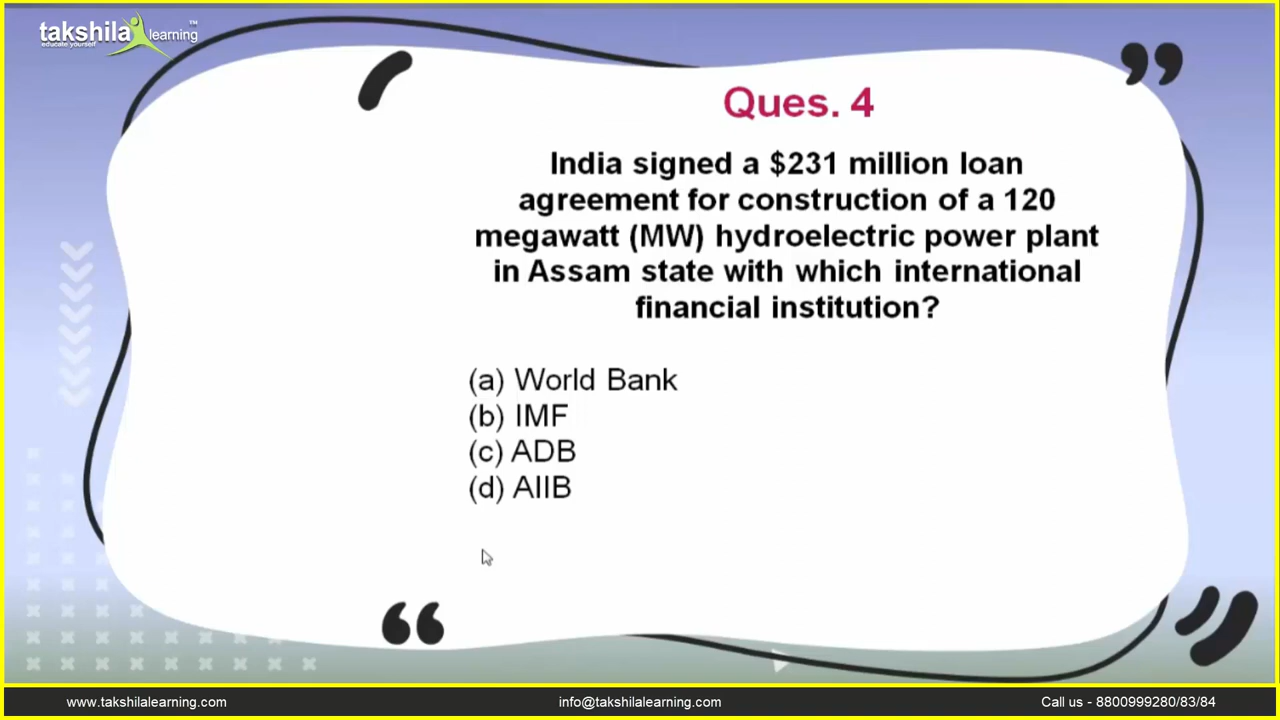 takshila learning™
educate yourself
Ques. 4
India signed a $231 million loan
agreement for construction of a 120
megawatt (MW) hydroelectric power plant
in Assam state with which international
financial institution?
(a) World Bank
(b) IMF
(c) ADB
(d) AIIB
www.takshilalearning.com
info@takshilalearning.com
Call us - 8800999280/83/84